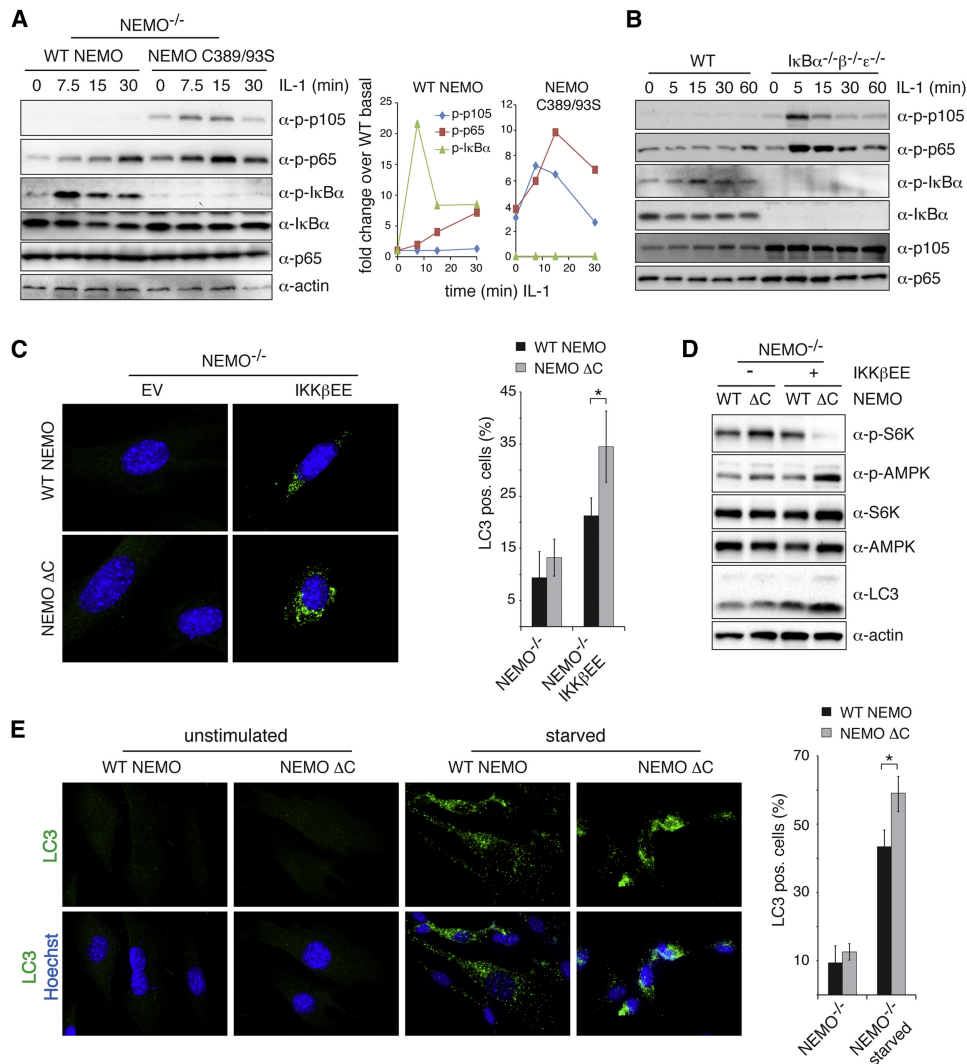 A
NEMO-/-
WT NEMO NEMO C389/93S
0 7.5 15 30 0 7.5 15 30 IL-1 (min)
α-p-p105
α-p-p65
α-p-IκBα
α-IκBα
α-p65
α-actin
fold change over WT basal
WT NEMO
25
20
15
10
5
0
0 10 20 30
p-p105
p-p65
p-IκBα
NEMO
C389/93S
12
10
8
6
4
2
0
0 10 20 30
time (min) IL-1
B
WT IκBα-/-β-/-ε-/-
0 5 15 30 60 0 5 15 30 60 IL-1 (min)
α-p-p105
α-p-p65
α-p-IκBα
α-IκBα
α-p105
α-p65
C
NEMO-/-
EV IKKβEE
WT NEMO
NEMO ΔC
WT NEMO
NEMO ΔC
LC3 pos. cells (%)
45
35
25
15
5
*
NEMO-/-
NEMO-/-
IKKβEE
D
NEMO-/-
- + IKKβEE
WT ΔC WT ΔC NEMO
α-p-S6K
α-p-AMPK
α-S6K
α-AMPK
α-LC3
α-actin
E
unstimulated starved
WT NEMO NEMO ΔC WT NEMO NEMO ΔC
LC3
LC3
Hoechst
WT NEMO
NEMO ΔC
LC3 pos. cells (%)
70
50
30
10
*
NEMO-/-
NEMO-/-
starved